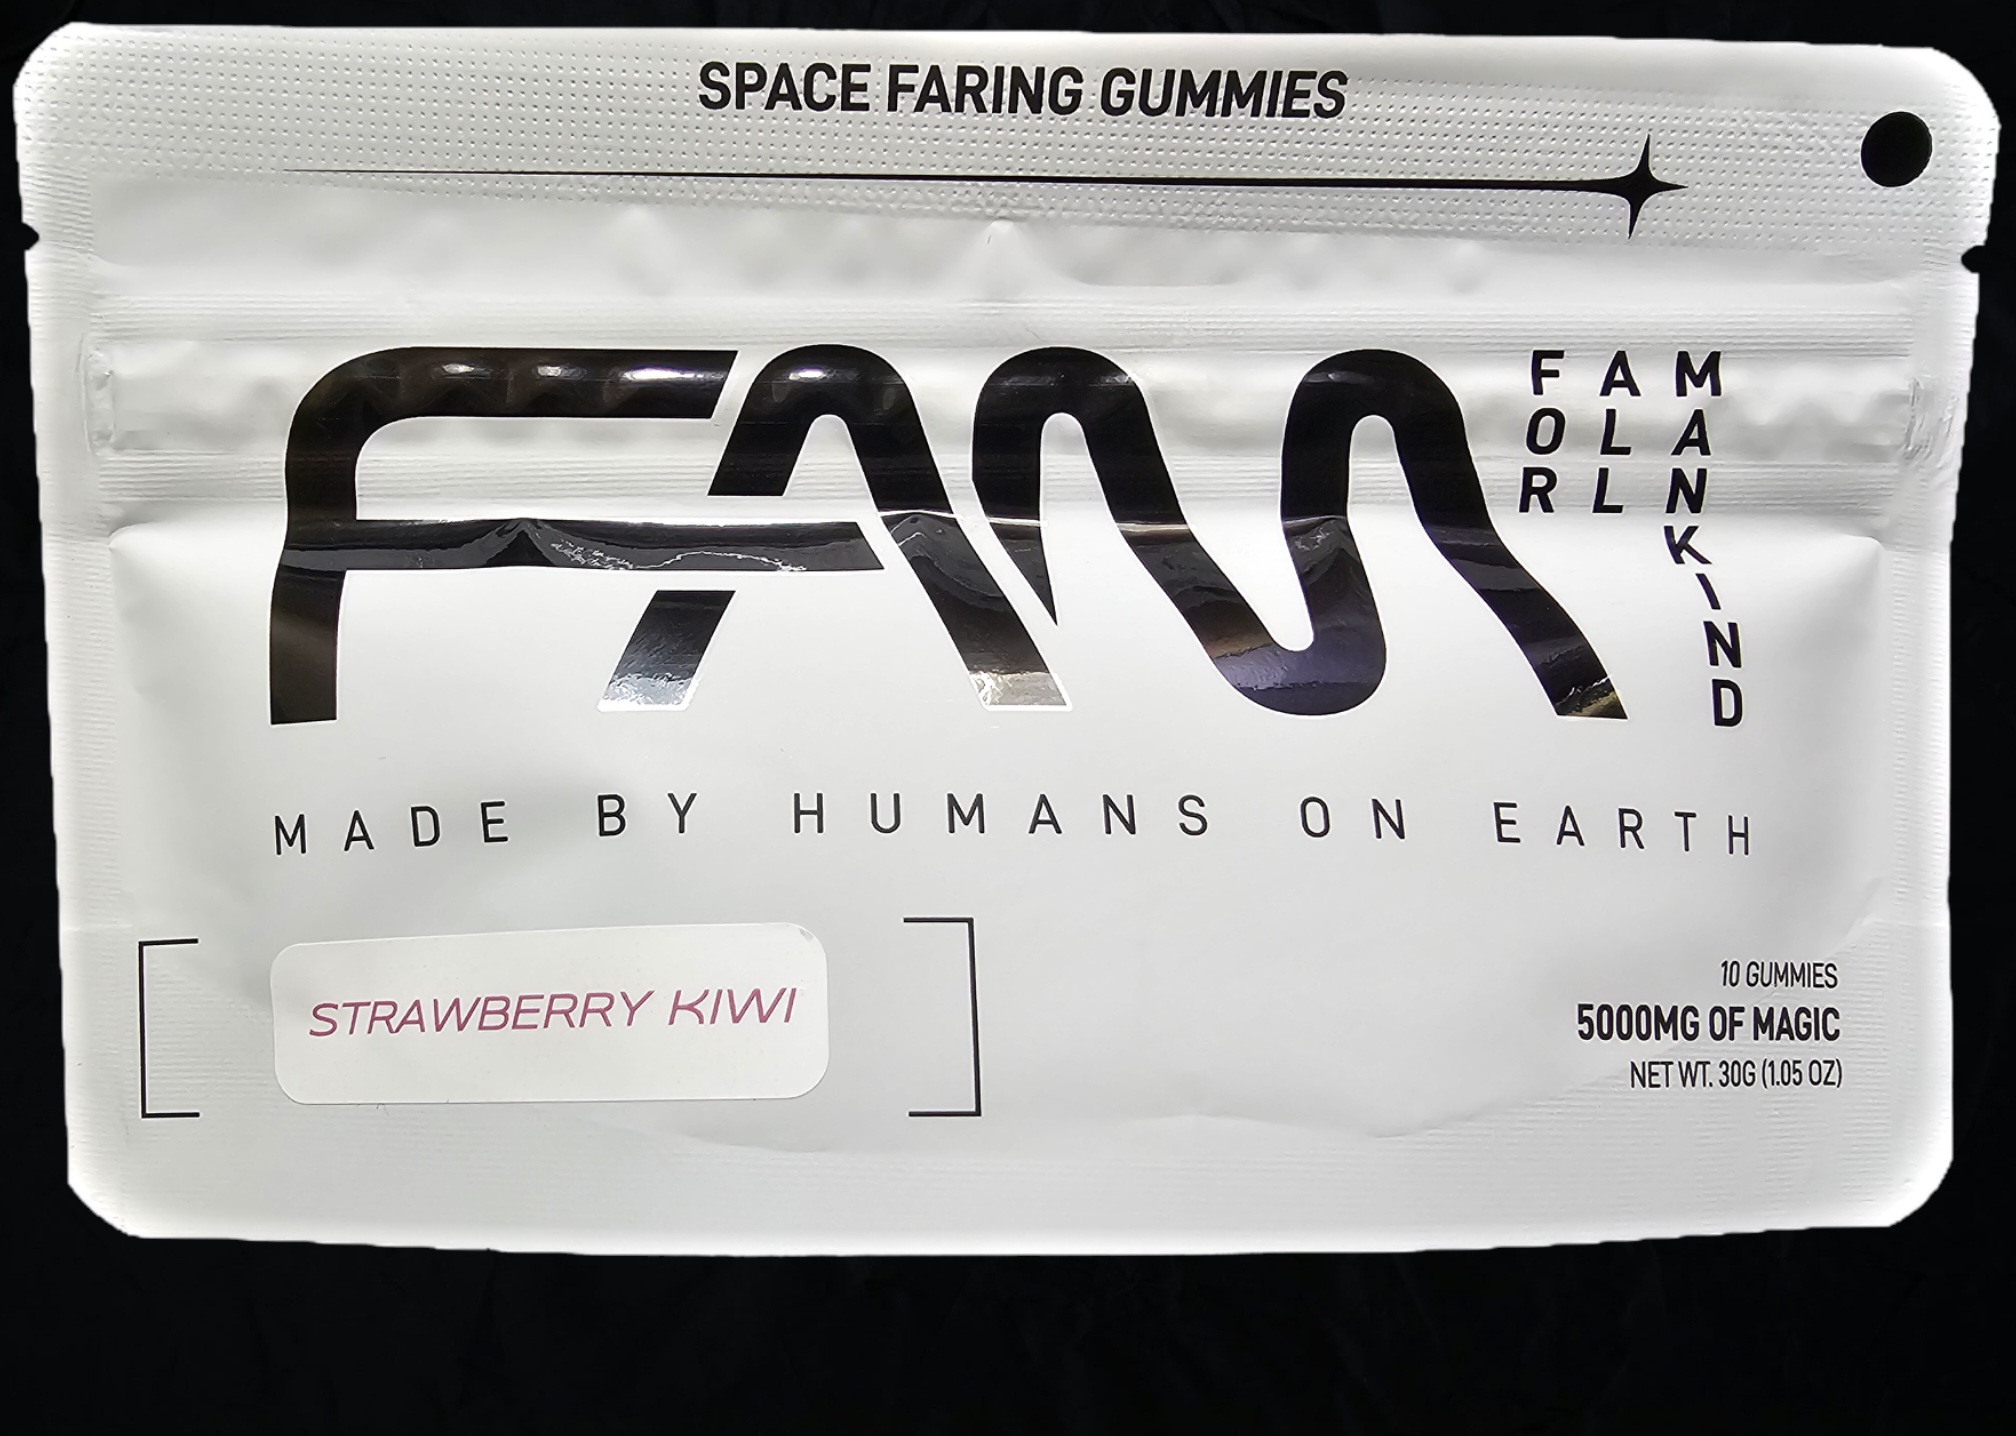 SPACE FARING GUMMIES
FAM
FOR
ALL
MANKIND
MADE BY HUMANS ON EARTH
STRAWBERRY KIWI
10 GUMMIES
5000MG OF MAGIC
NET WT. 30G (1.05 OZ)